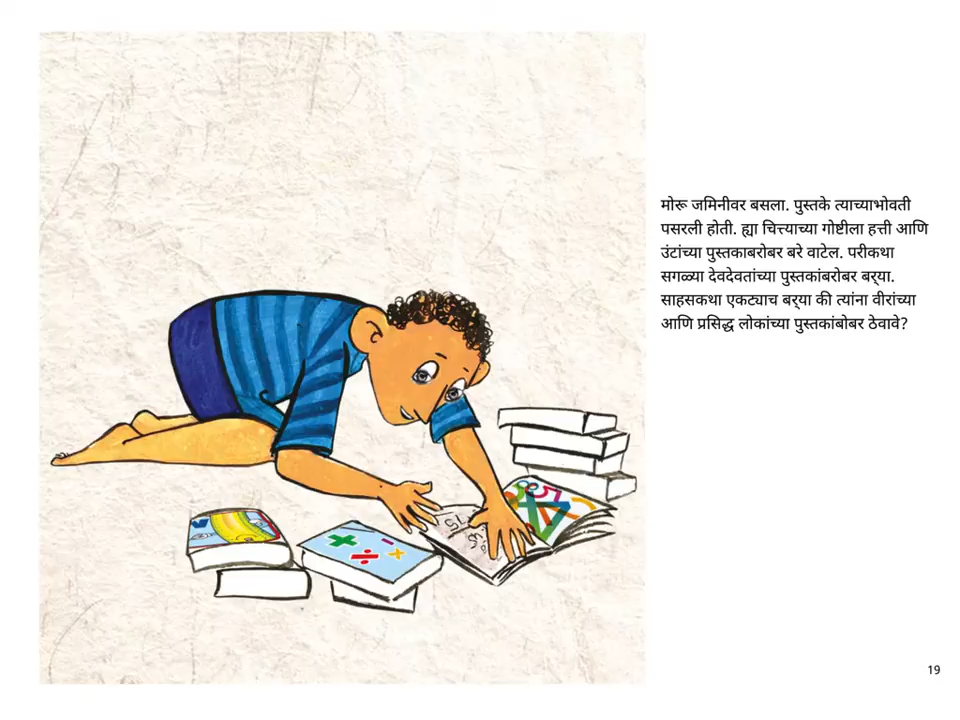 मोरू जमिनीवर बसला. पुस्तके त्याच्याभोवती
पसरली होती. ह्या चित्त्याच्या गोष्टीला हत्ती आणि
उंटांच्या पुस्तकाबरोबर बरे वाटेल. परीकथा
सगळ्या देवदेवतांच्या पुस्तकांबरोबर बऱ्या.
साहसकथा एकट्याच बऱ्या की त्यांना वीरांच्या
आणि प्रसिद्ध लोकांच्या पुस्तकांबोबर ठेवावे?
19